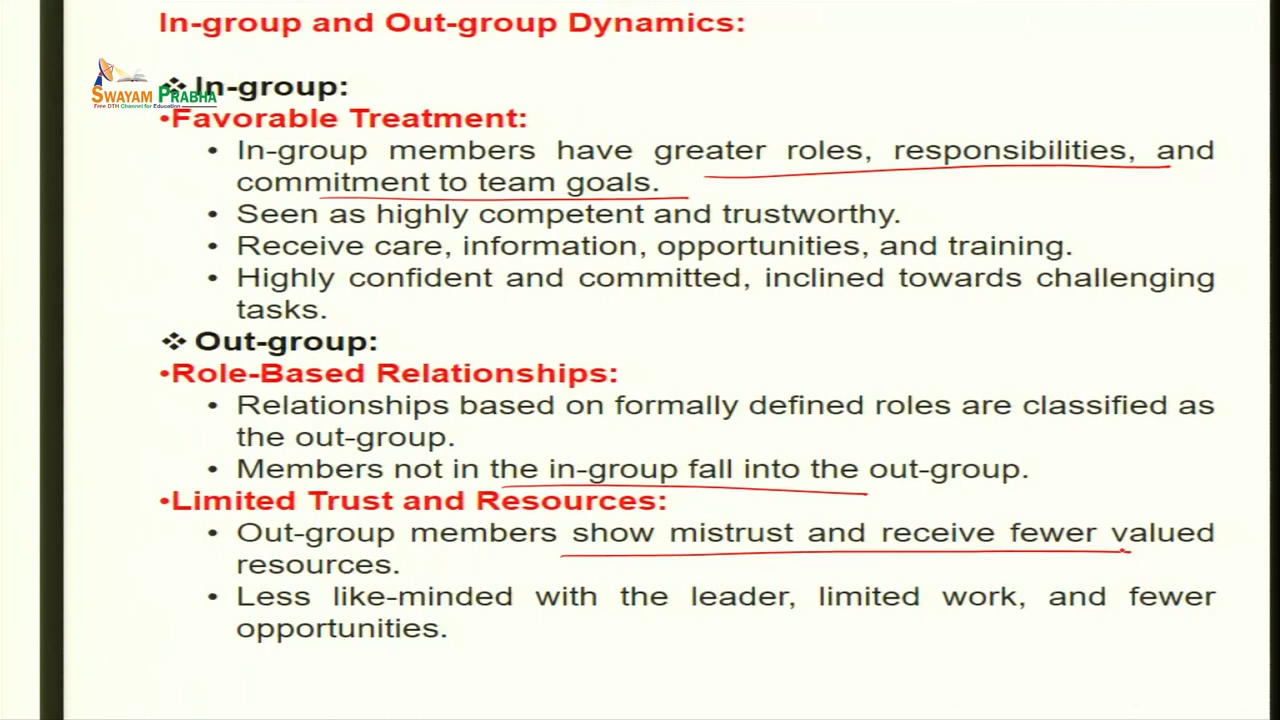 In-group and Out-group Dynamics:
❖ In-group:
SWAYAM PRABHA
Free DTH Channel for Education
•Favorable Treatment:
• In-group members have greater roles, responsibilities, and
commitment to team goals.
• Seen as highly competent and trustworthy.
• Receive care, information, opportunities, and training.
• Highly confident and committed, inclined towards challenging
tasks.
❖ Out-group:
•Role-Based Relationships:
• Relationships based on formally defined roles are classified as
the out-group.
• Members not in the in-group fall into the out-group.
•Limited Trust and Resources:
• Out-group members show mistrust and receive fewer valued
resources.
• Less like-minded with the leader, limited work, and fewer
opportunities.